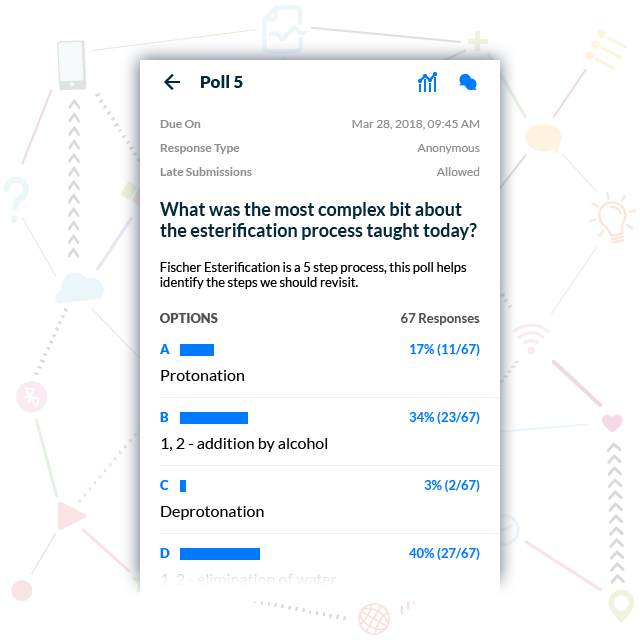 Poll 5
Due On Mar 28, 2018, 09:45 AM
Response Type Anonymous
Late Submissions Allowed
What was the most complex bit about
the esterification process taught today?
Fischer Esterification is a 5 step process, this poll helps
identify the steps we should revisit.
OPTIONS 67 Responses
A 17% (11/67)
Protonation
B 34% (23/67)
1, 2 - addition by alcohol
C 3% (2/67)
Deprotonation
D 40% (27/67)
1, 2 - elimination of water